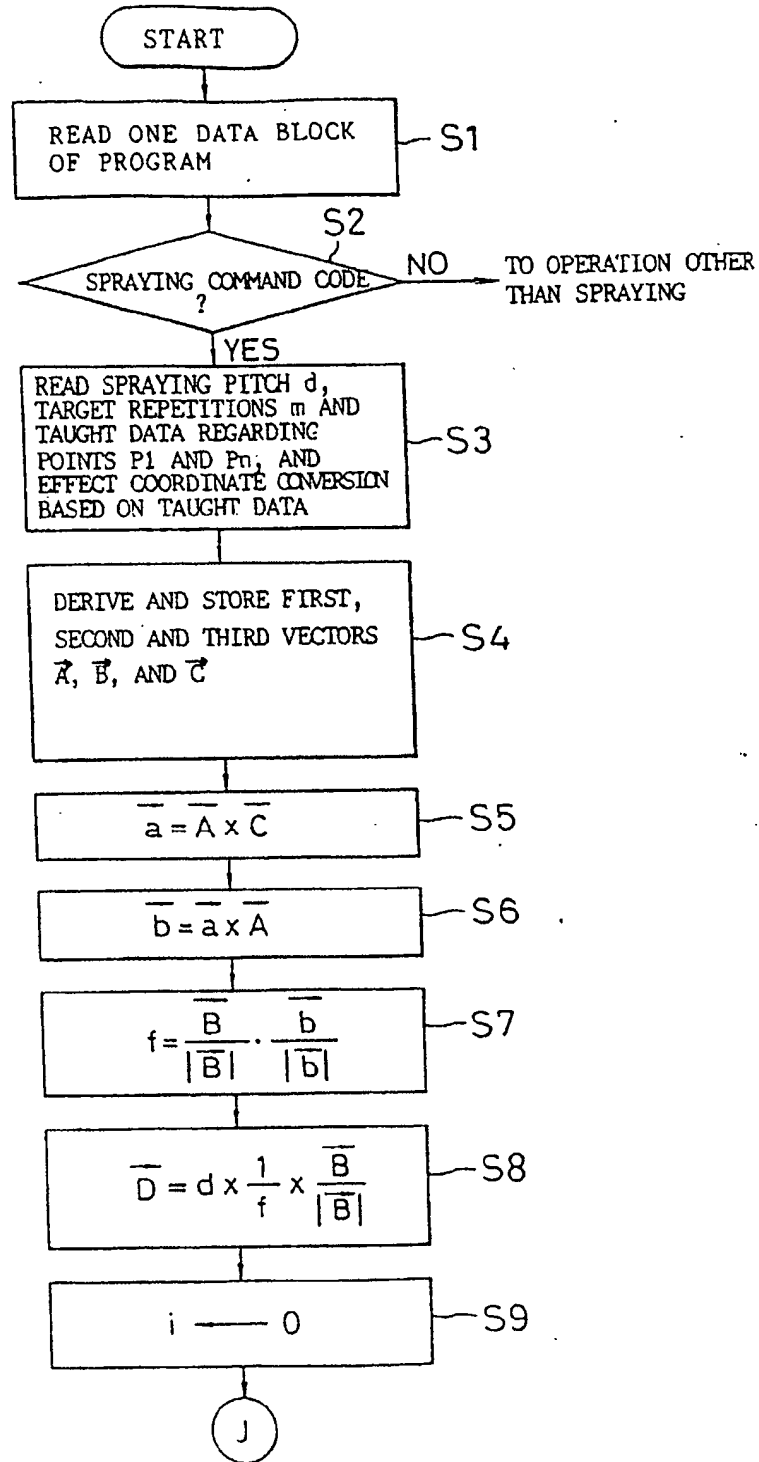 START
READ ONE DATA BLOCK
OF PROGRAM
S1
S2
SPRAYING COMMAND CODE
?
NO
TO OPERATION OTHER
THAN SPRAYING
YES
READ SPRAYING PITCH d,
TARGET REPETITIONS m AND
TAUGHT DATA REGARDING
POINTS P1 AND Pn, AND
EFFECT COORDINATE CONVERSION
BASED ON TAUGHT DATA
S3
DERIVE AND STORE FIRST,
SECOND AND THIRD VECTORS
A⃗, B⃗, AND C⃗
S4
a̅ = A̅ x C̅
S5
b̅ = a̅ x A̅
S6
f = B̅/|B̅| · b̅/|b̅|
S7
D̅ = d x 1/f x B̅/|B̅|
S8
i ← 0
S9
J